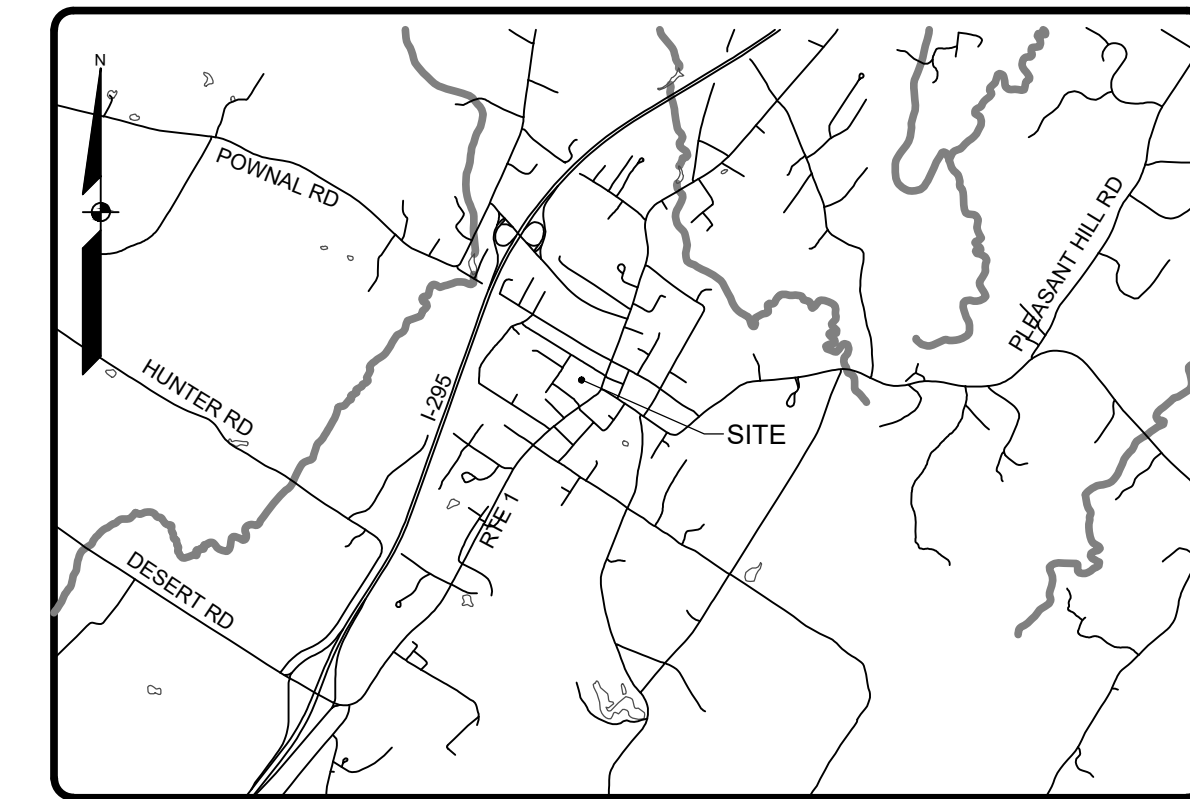 N
POWNAL RD
PLEASANT HILL RD
HUNTER RD
I-295
SITE
RTE 1
DESERT RD